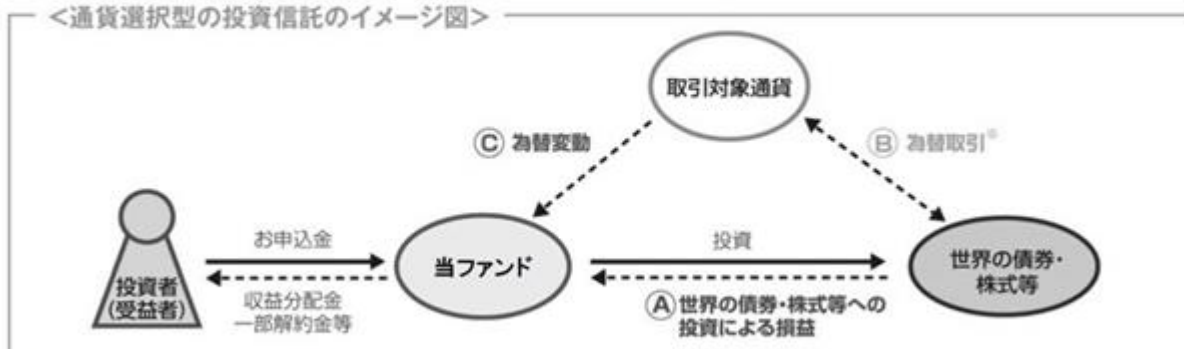 <通貨選択型の投資信託のイメージ図>
取引対象通貨
Ⓒ 為替変動
Ⓑ 為替取引※
お申込金
投資
投資者
(受益者)
当ファンド
世界の債券・
株式等
収益分配金
一部解約金等
Ⓐ 世界の債券・株式等への
投資による損益